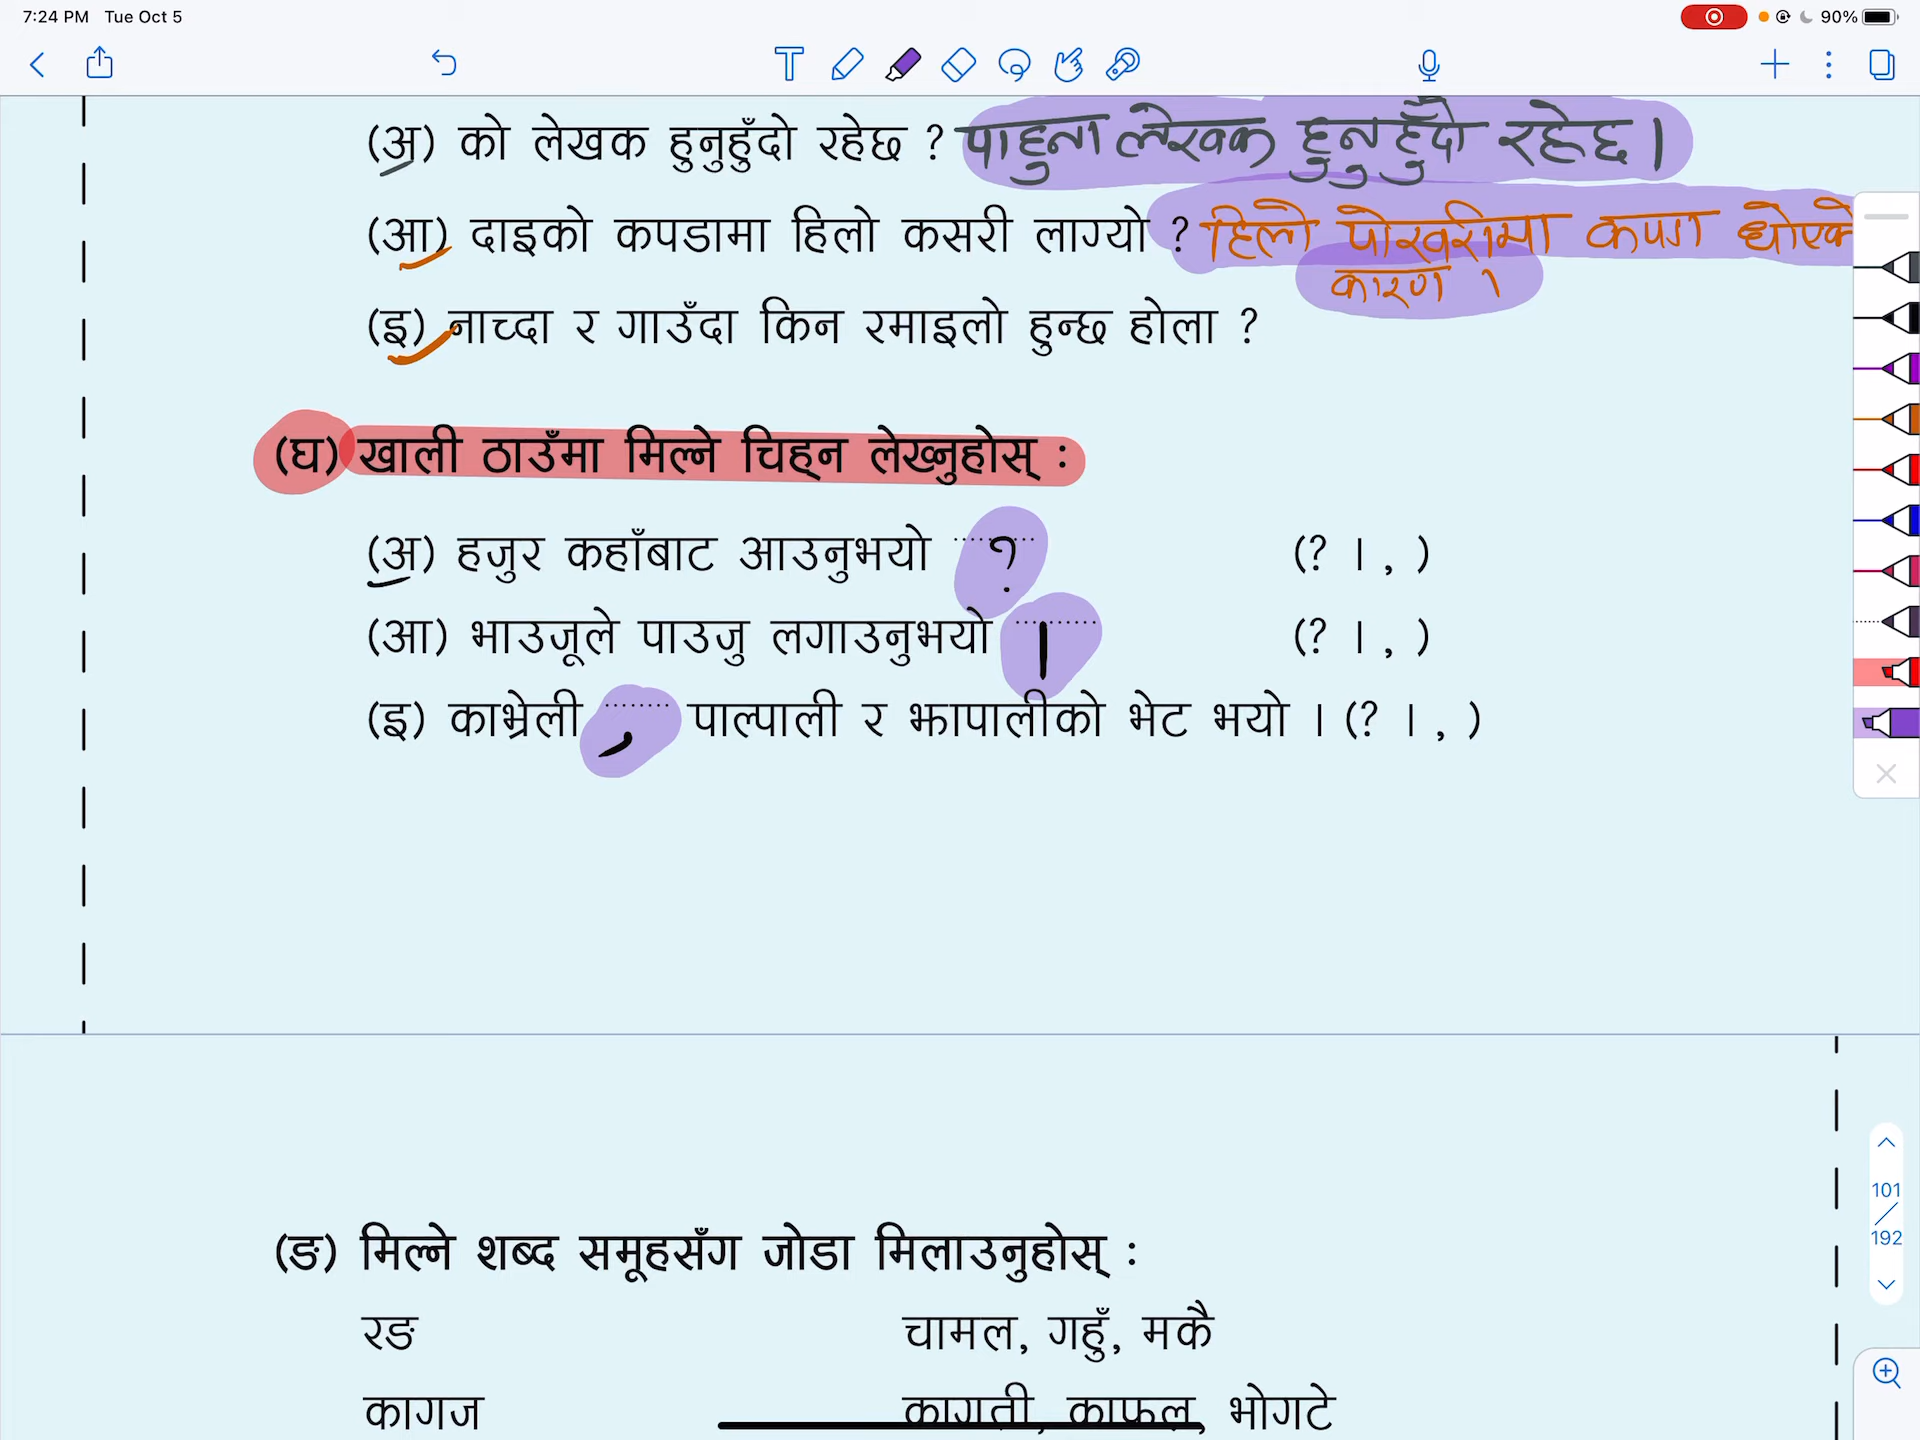 7:24 PM Tue Oct 5 90%
(अ) को लेखक हुनुहुँदो रहेछ ? पाहुना लेखक हुनुहुँदो रहेछ ।
(आ) दाइको कपडामा हिलो कसरी लाग्यो ? हिलो पोखरीमा कपडा धोएको
कारण ।
(इ) नाच्दा र गाउँदा किन रमाइलो हुन्छ होला ?
(घ) खाली ठाउँमा मिल्ने चिह्न लेख्नुहोस् :
(अ) हजुर कहाँबाट आउनुभयो ........ ? (? । , )
(आ) भाउजूले पाउजु लगाउनुभयो ........ । (? । , )
(इ) काभ्रेली ........ , पाल्पाली र झापालीको भेट भयो । (? । , )
101
192
(ङ) मिल्ने शब्द समूहसँग जोडा मिलाउनुहोस् :
रङ चामल, गहुँ, मकै
कागज कागती, काफल, भोगटे